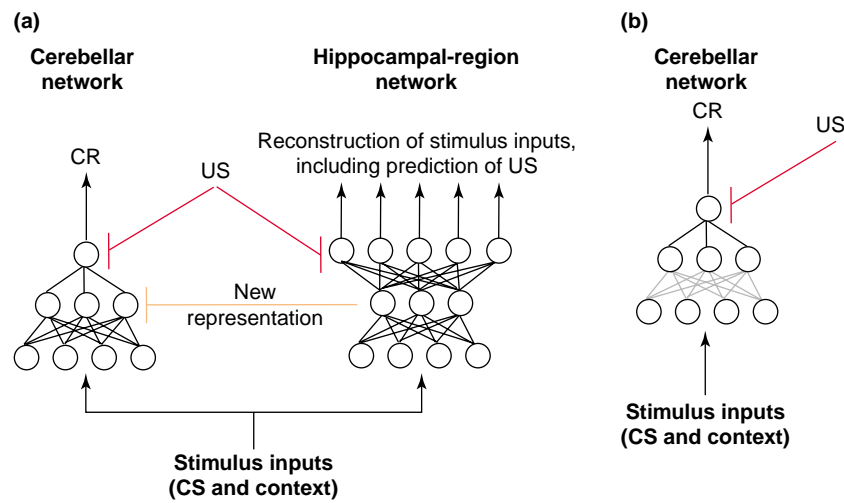 (a)
Cerebellar
network
Hippocampal-region
network
CR
US
Reconstruction of stimulus inputs,
including prediction of US
New
representation
Stimulus inputs
(CS and context)
(b)
Cerebellar
network
CR
US
Stimulus inputs
(CS and context)